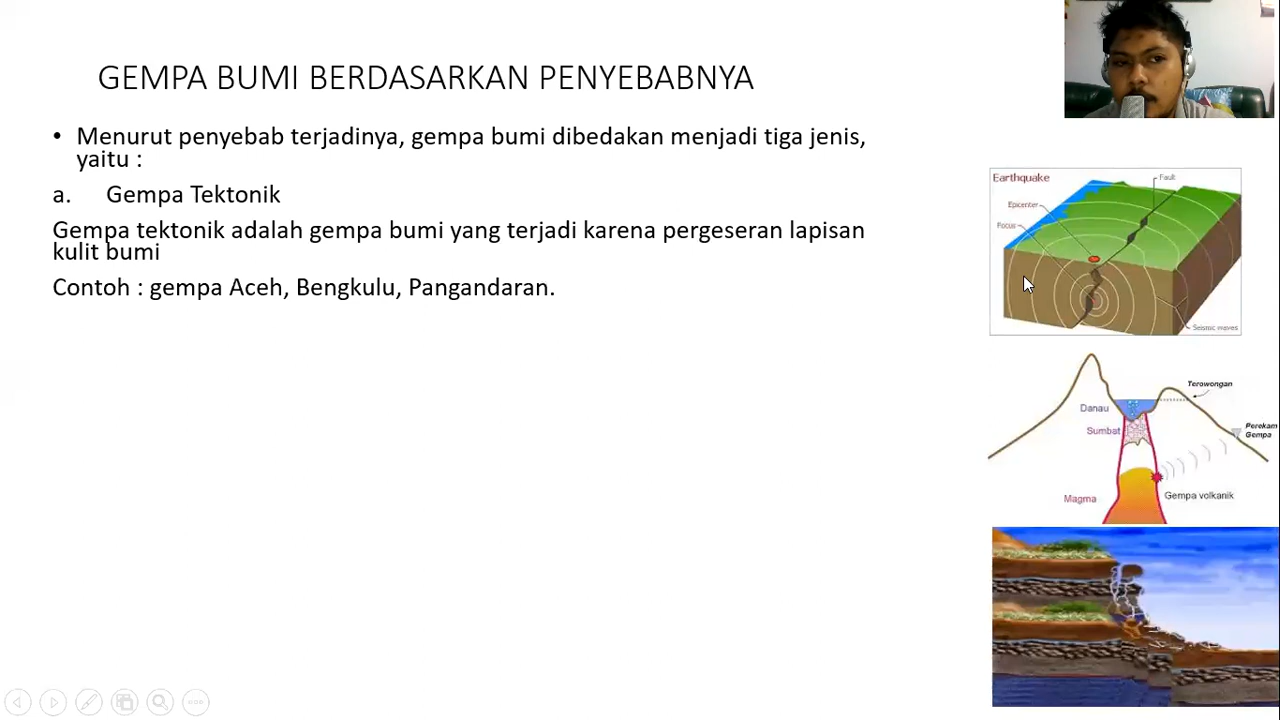 GEMPA BUMI BERDASARKAN PENYEBABNYA
• Menurut penyebab terjadinya, gempa bumi dibedakan menjadi tiga jenis,
yaitu :
a. Gempa Tektonik
Gempa tektonik adalah gempa bumi yang terjadi karena pergeseran lapisan
kulit bumi
Contoh : gempa Aceh, Bengkulu, Pangandaran.
Earthquake
Fault
Epicenter
Focus
Seismic waves
Terowongan
Danau
Sumbat
Perekam
Gempa
Magma
Gempa volkanik